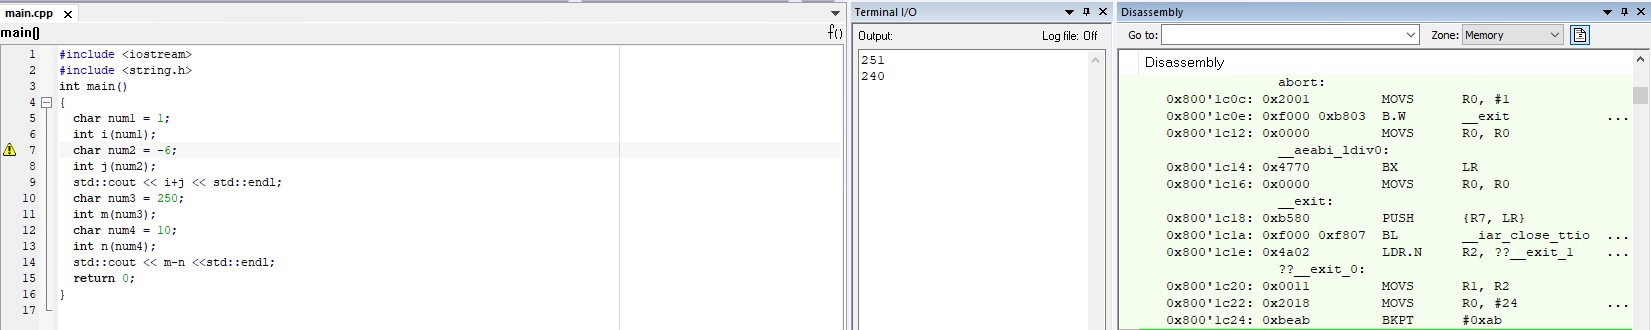 main.cpp
main()
f()
1 #include <iostream>
2 #include <string.h>
3 int main()
4 {
5 char num1 = 1;
6 int i(num1);
7 char num2 = -6;
8 int j(num2);
9 std::cout << i+j << std::endl;
10 char num3 = 250;
11 int m(num3);
12 char num4 = 10;
13 int n(num4);
14 std::cout << m-n <<std::endl;
15 return 0;
16 }
17
Terminal I/O
Output: Log file: Off
251
240
Disassembly
Go to: Zone: Memory
Disassembly
abort:
0x800'1c0c: 0x2001 MOVS R0, #1
0x800'1c0e: 0xf000 0xb803 B.W __exit ...
0x800'1c12: 0x0000 MOVS R0, R0
__aeabi_ldiv0:
0x800'1c14: 0x4770 BX LR
0x800'1c16: 0x0000 MOVS R0, R0
__exit:
0x800'1c18: 0xb580 PUSH {R7, LR}
0x800'1c1a: 0xf000 0xf807 BL __iar_close_ttio ...
0x800'1c1e: 0x4a02 LDR.N R2, ??__exit_1 ...
??__exit_0:
0x800'1c20: 0x0011 MOVS R1, R2
0x800'1c22: 0x2018 MOVS R0, #24 ...
0x800'1c24: 0xbeab BKPT #0xab